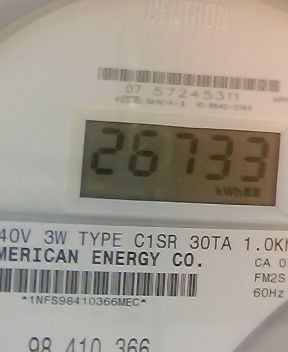 CENTRON
07 57245311
26733
kWh
40V 3W TYPE C1SR 30TA 1.0K
MERICAN ENERGY CO.
CA 0
FM2S
60Hz
*1NFS98410366MEC*
98 410 366